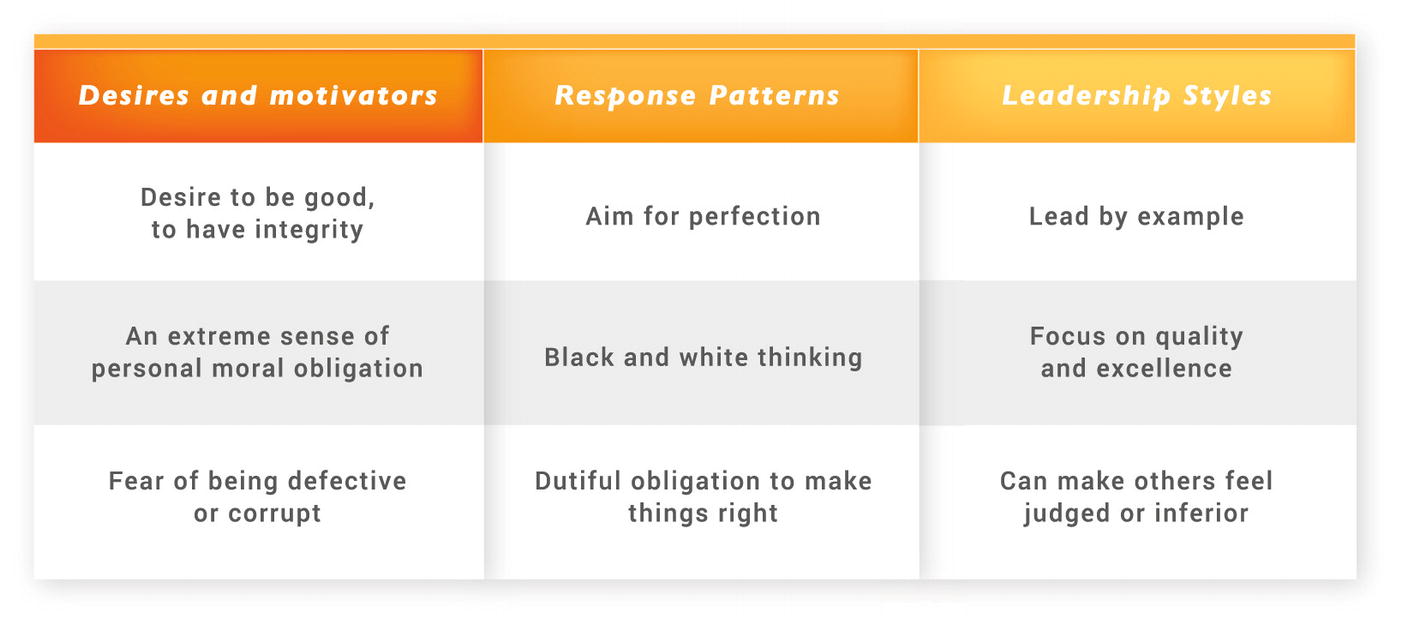 Desires and motivators
Response Patterns
Leadership Styles
Desire to be good,
to have integrity
Aim for perfection
Lead by example
An extreme sense of
personal moral obligation
Black and white thinking
Focus on quality
and excellence
Fear of being defective
or corrupt
Dutiful obligation to make
things right
Can make others feel
judged or inferior